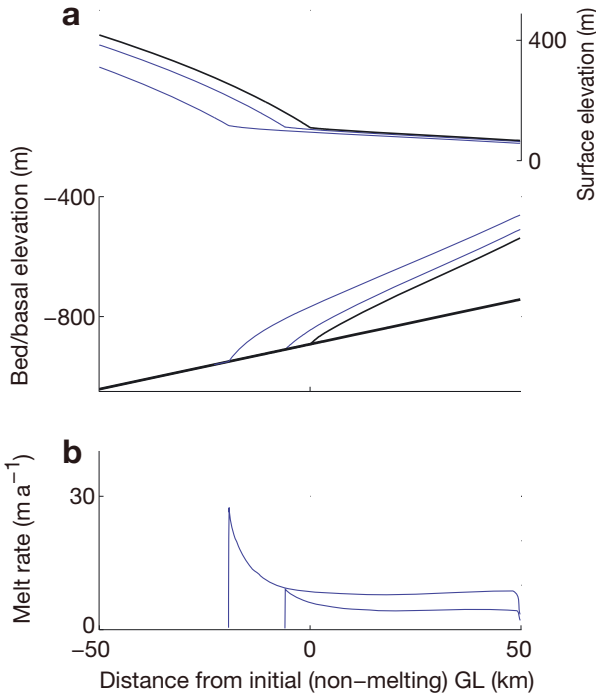 a
400
0
Surface elevation (m)
−400
−800
Bed/basal elevation (m)
b
30
0
Melt rate (m a−1)
−50
0
50
Distance from initial (non−melting) GL (km)